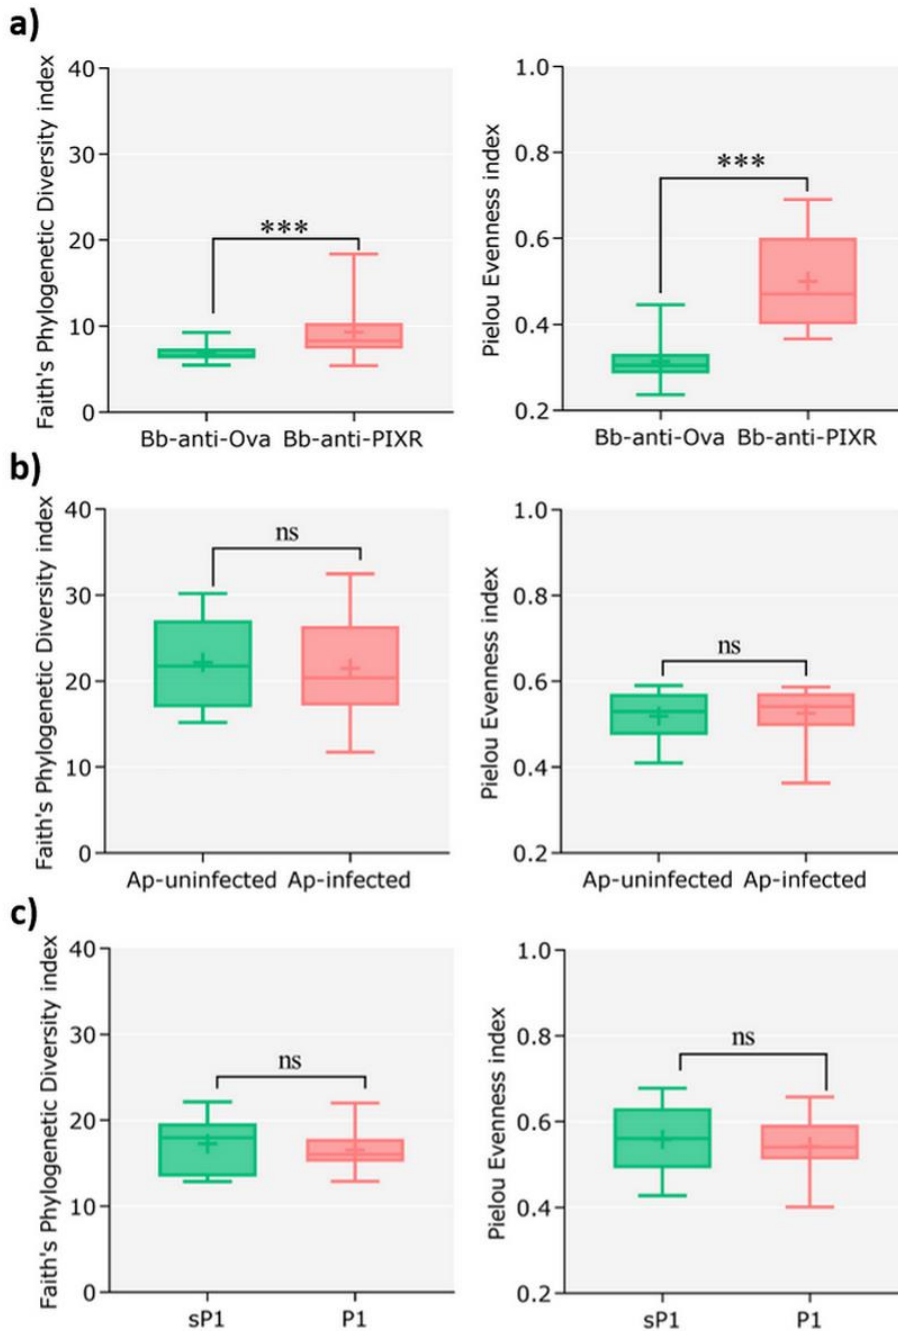 a)
Faith's Phylogenetic Diversity index
40
30
20
10
0
***
Bb-anti-Ova Bb-anti-PIXR
Pielou Evenness index
1.0
0.8
0.6
0.4
0.2
***
Bb-anti-Ova Bb-anti-PIXR
b)
Faith's Phylogenetic Diversity index
40
30
20
10
0
ns
Ap-uninfected Ap-infected
Pielou Evenness index
1.0
0.8
0.6
0.4
0.2
ns
Ap-uninfected Ap-infected
c)
Faith's Phylogenetic Diversity index
40
30
20
10
0
ns
sP1 P1
Pielou Evenness index
1.0
0.8
0.6
0.4
0.2
ns
sP1 P1